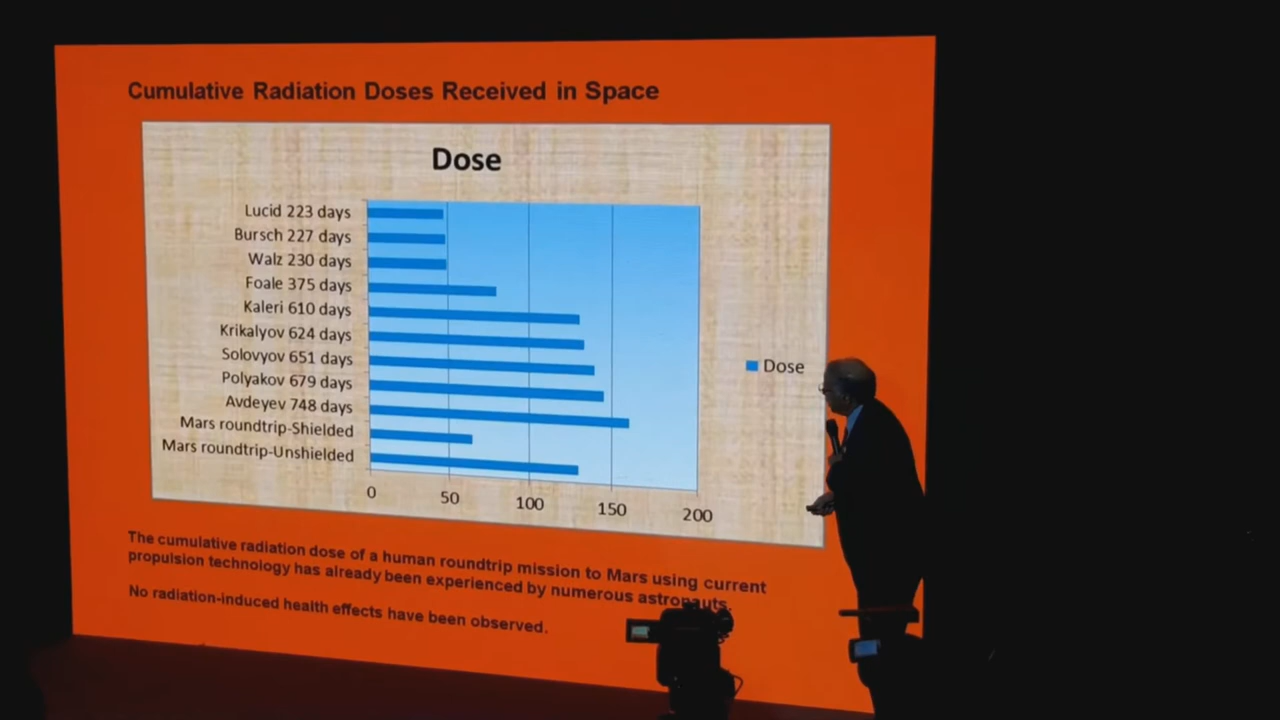 Cumulative Radiation Doses Received in Space
Dose
Lucid 223 days
Bursch 227 days
Walz 230 days
Foale 375 days
Kaleri 610 days
Krikalyov 624 days
Solovyov 651 days
Polyakov 679 days
Avdeyev 748 days
Mars roundtrip-Shielded
Mars roundtrip-Unshielded
0 50 100 150 200
Dose
The cumulative radiation dose of a human roundtrip mission to Mars using current
propulsion technology has already been experienced by numerous astronauts.
No radiation-induced health effects have been observed.